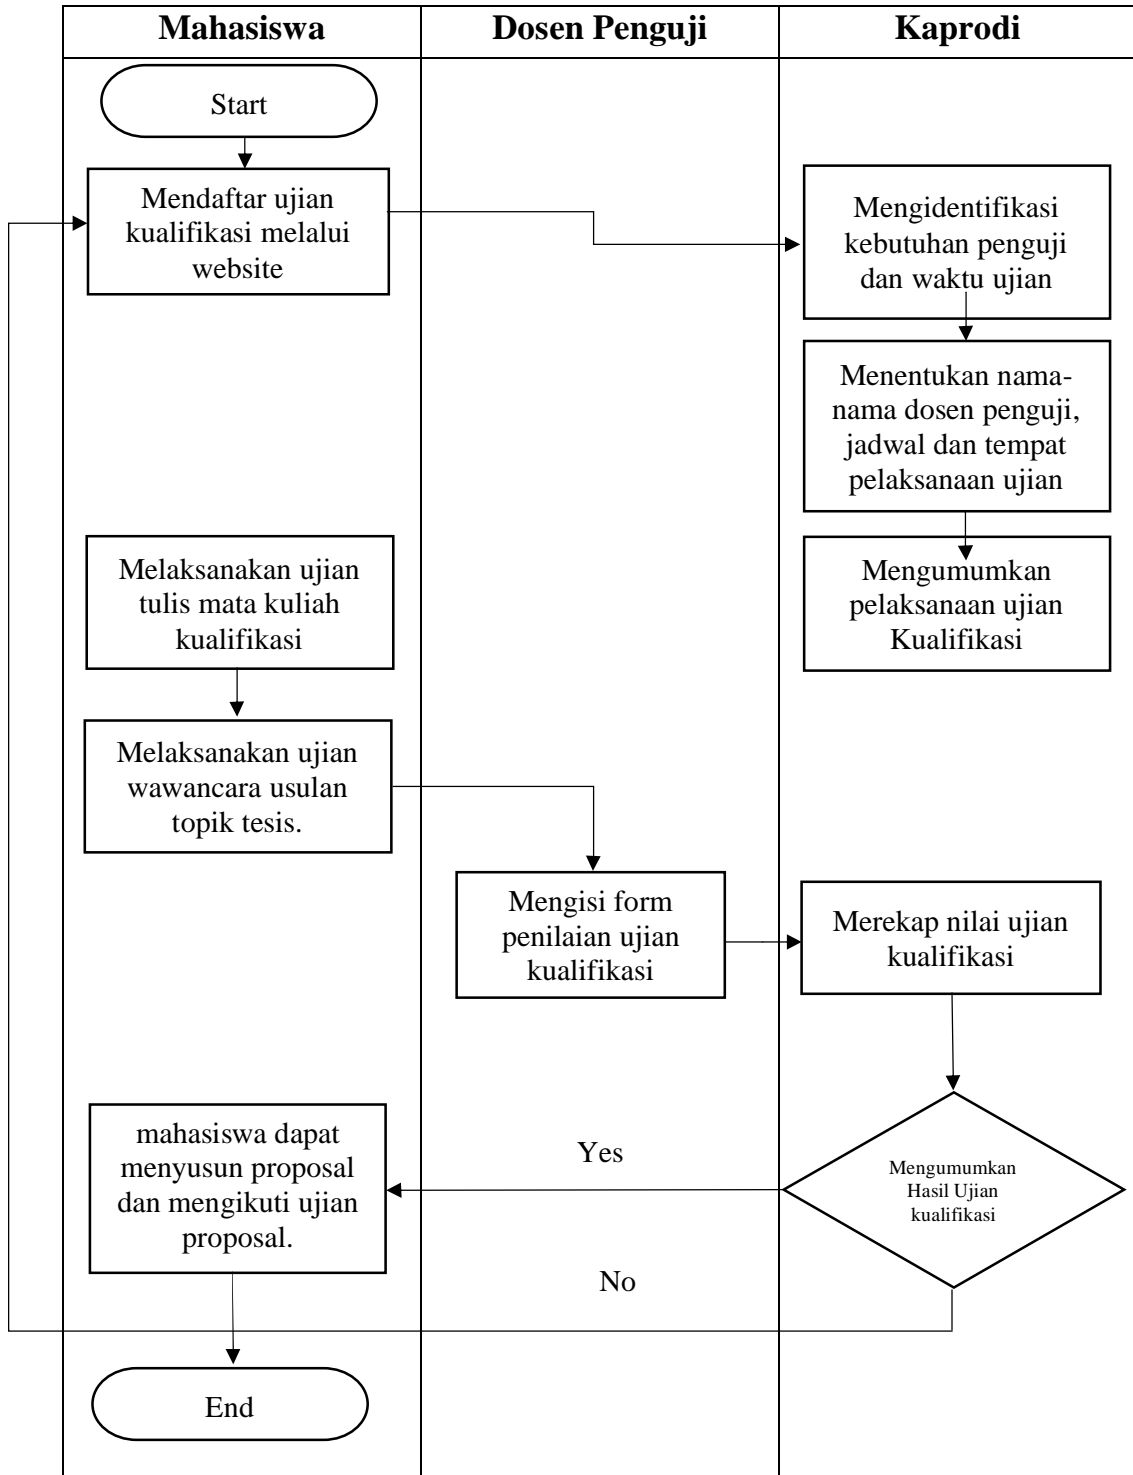 Mahasiswa
Dosen Penguji
Kaprodi
Start
Mendaftar ujian
kualifikasi melalui
website
Mengidentifikasi
kebutuhan penguji
dan waktu ujian
Menentukan nama-
nama dosen penguji,
jadwal dan tempat
pelaksanaan ujian
Mengumumkan
pelaksanaan ujian
Kualifikasi
Melaksanakan ujian
tulis mata kuliah
kualifikasi
Melaksanakan ujian
wawancara usulan
topik tesis.
Mengisi form
penilaian ujian
kualifikasi
Merekap nilai ujian
kualifikasi
Mengumumkan
Hasil Ujian
kualifikasi
Yes
No
mahasiswa dapat
menyusun proposal
dan mengikuti ujian
proposal.
End